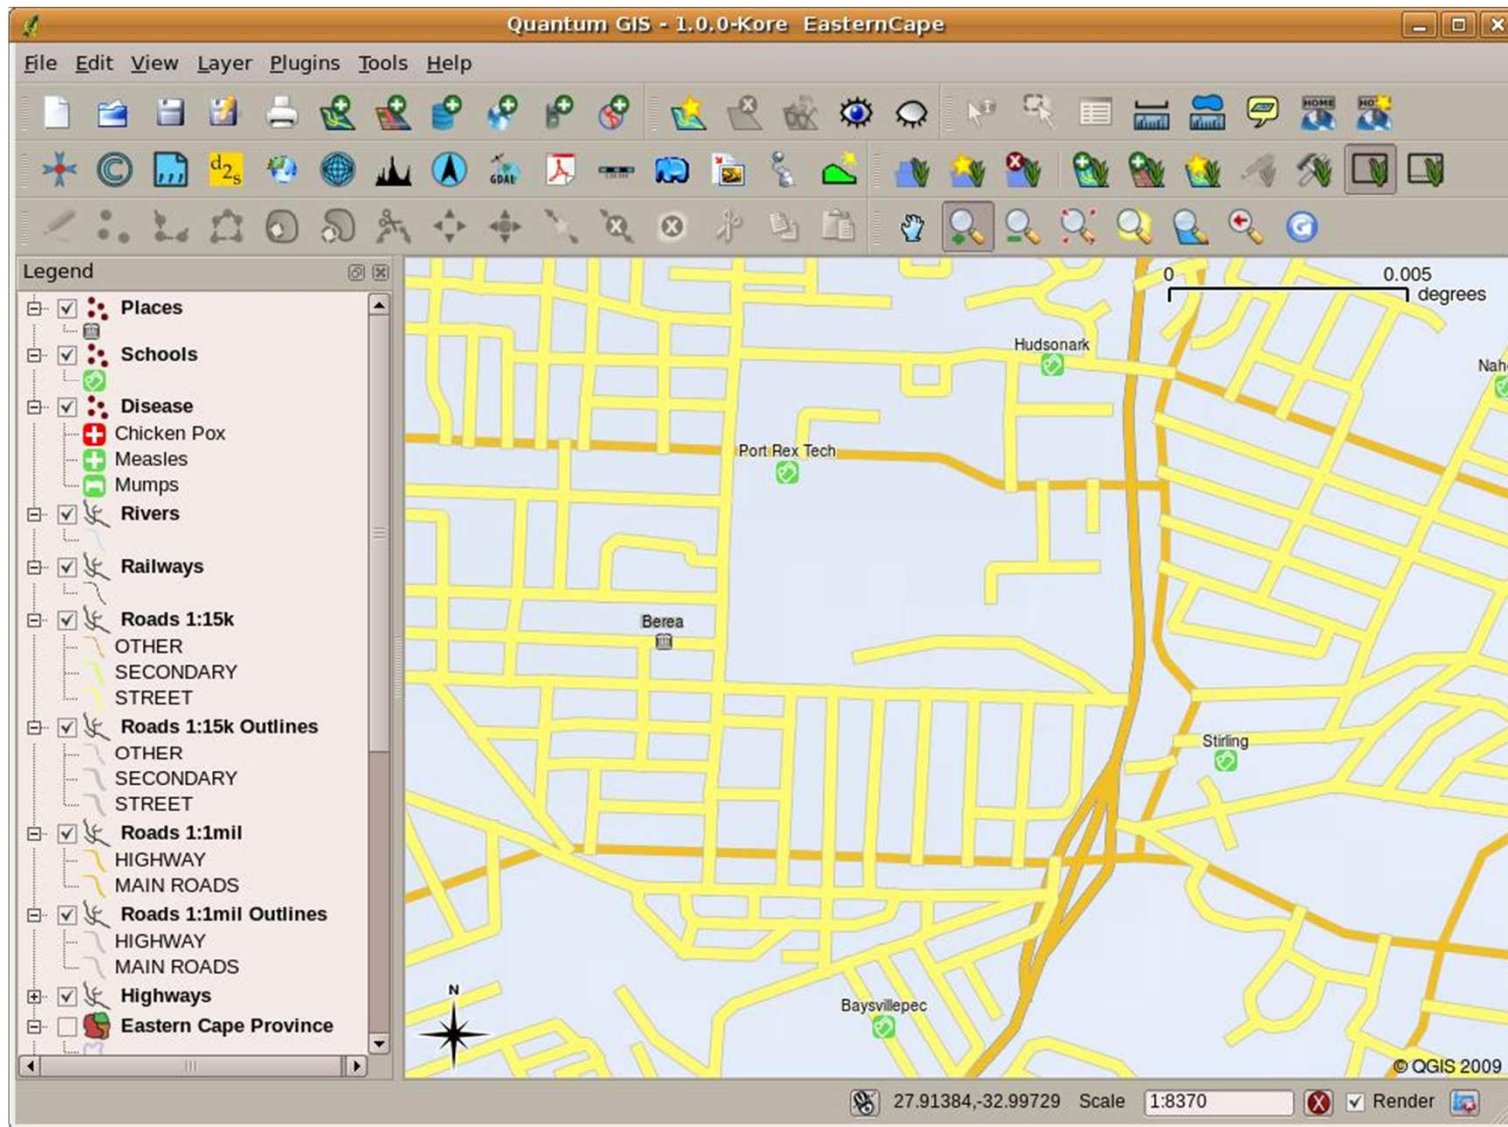 Quantum GIS - 1.0.0-Kore EasternCape
File Edit View Layer Plugins Tools Help
HOME
d2s
GDAL
Legend
Places
Schools
Disease
Chicken Pox
Measles
Mumps
Rivers
Railways
Roads 1:15k
OTHER
SECONDARY
STREET
Roads 1:15k Outlines
OTHER
SECONDARY
STREET
Roads 1:1mil
HIGHWAY
MAIN ROADS
Roads 1:1mil Outlines
HIGHWAY
MAIN ROADS
Highways
Eastern Cape Province
0 0.005
degrees
Hudsonark
Port Rex Tech
Berea
Stirling
Baysvillepec
N
© QGIS 2009
27.91384,-32.99729 Scale 1:8370 Render